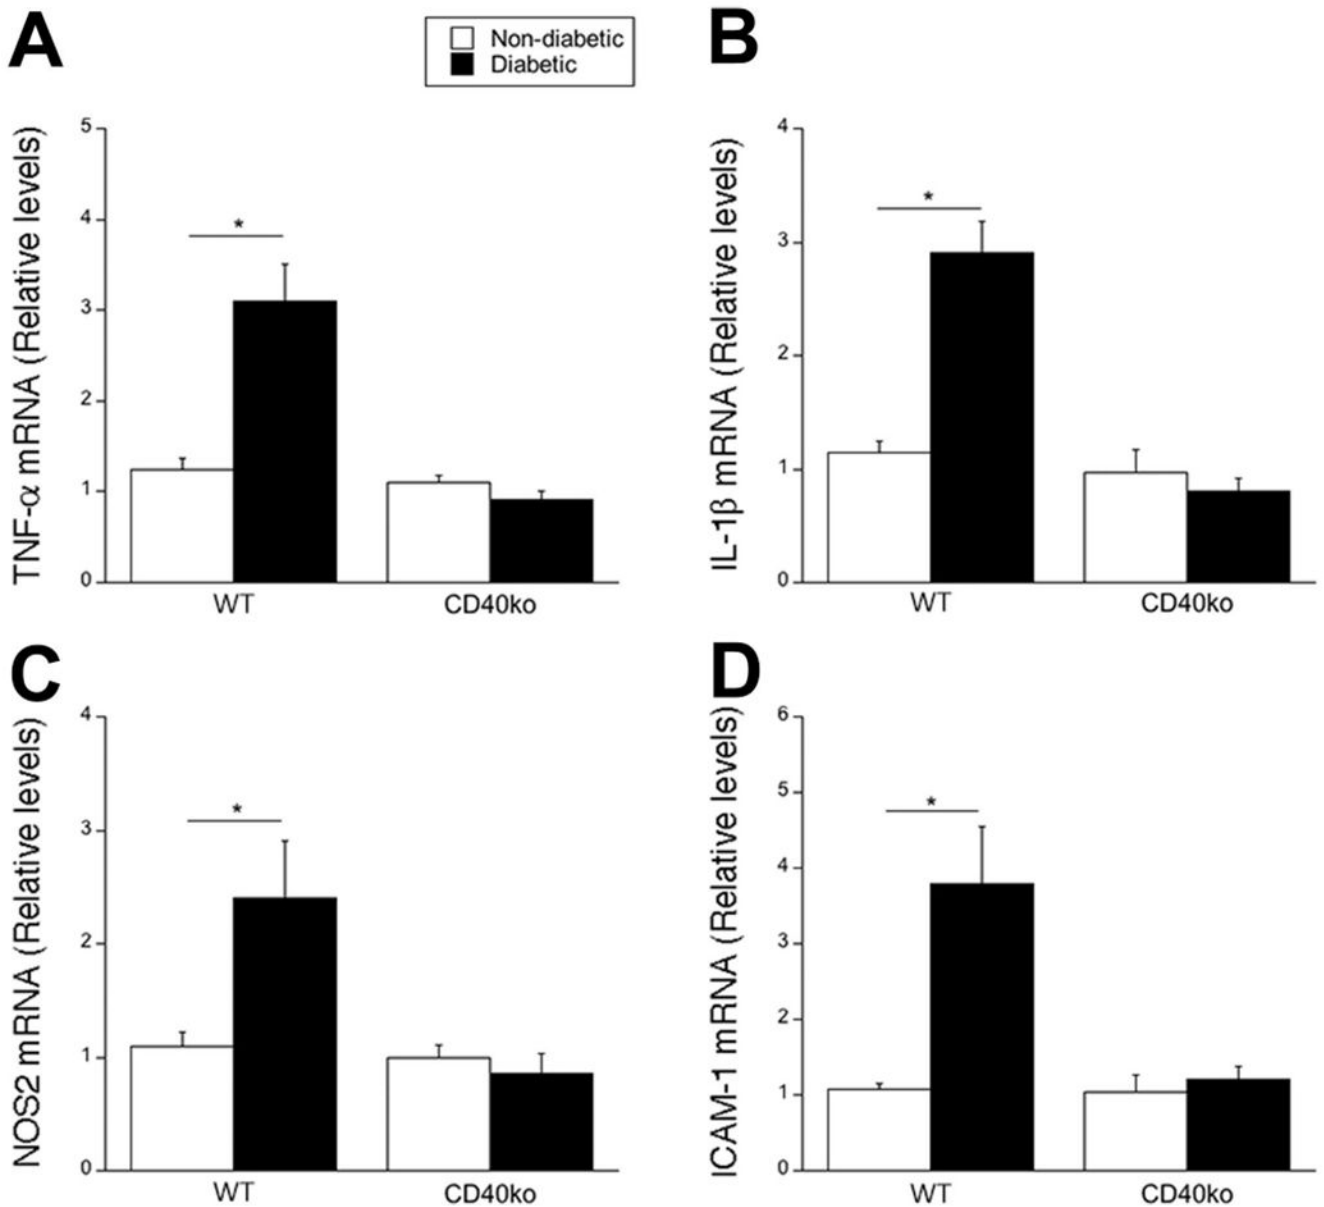 A
Non-diabetic
Diabetic
TNF-α mRNA (Relative levels)
5
4
3
2
1
0
*
WT
CD40ko
B
IL-1β mRNA (Relative levels)
4
3
2
1
0
*
WT
CD40ko
C
NOS2 mRNA (Relative levels)
4
3
2
1
0
*
WT
CD40ko
D
ICAM-1 mRNA (Relative levels)
6
5
4
3
2
1
0
*
WT
CD40ko